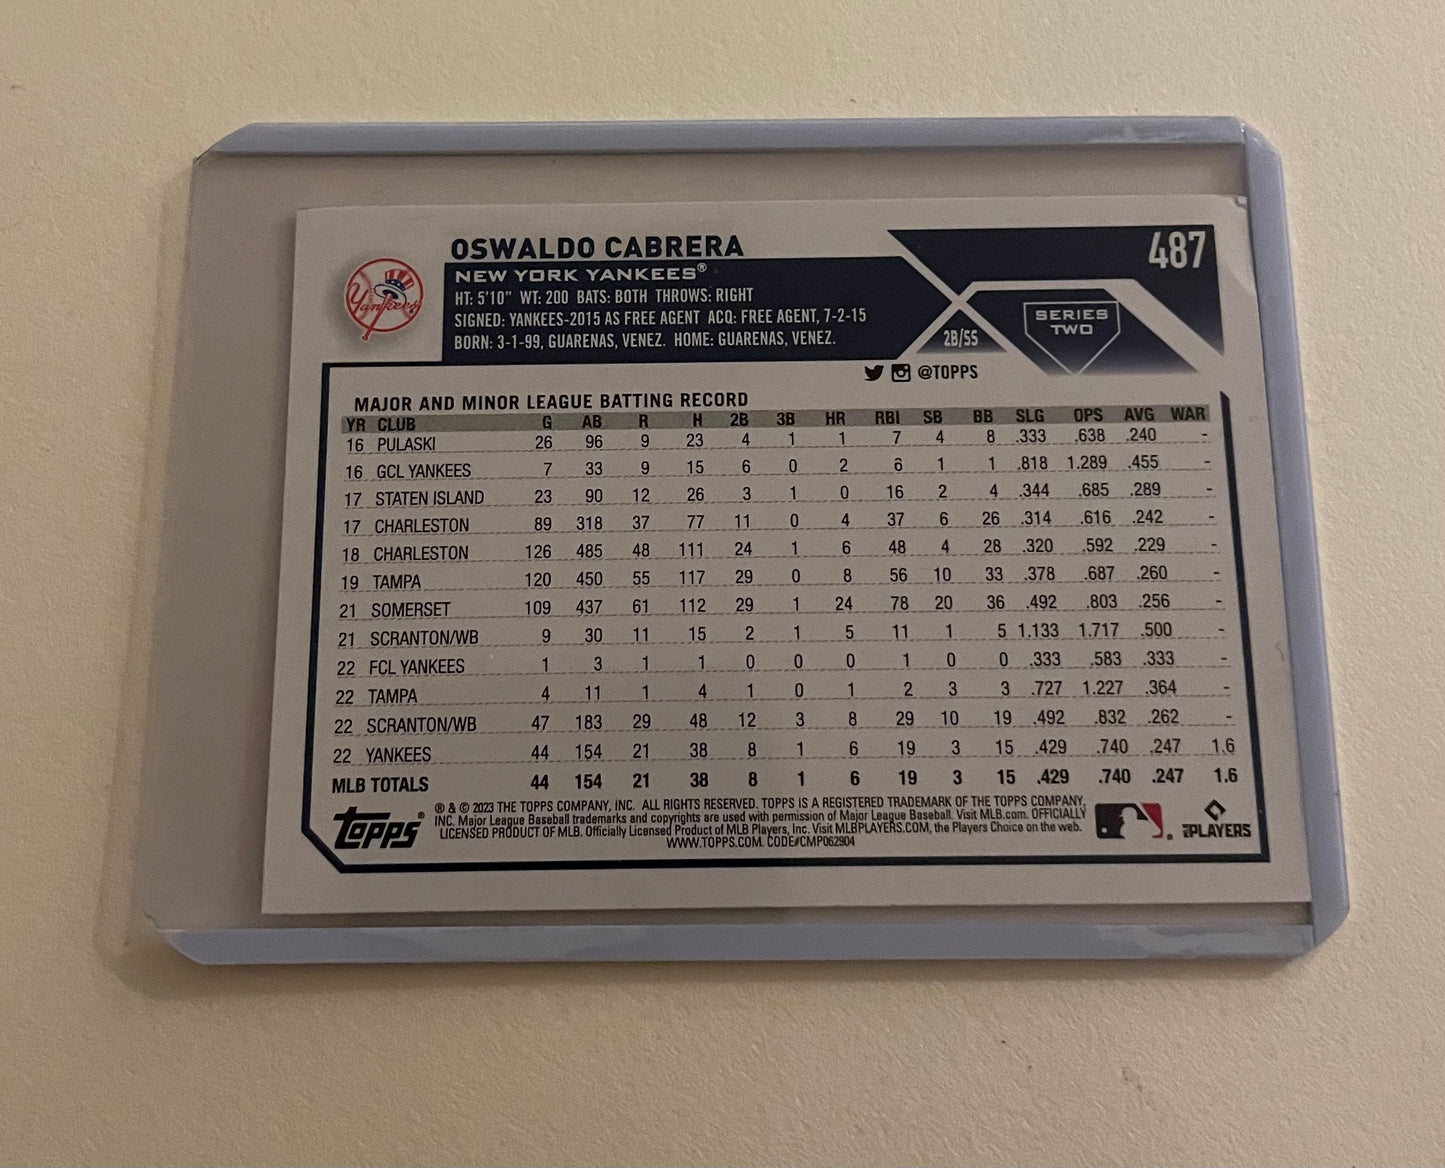 487
OSWALDO CABRERA
NEW YORK YANKEES®
HT: 5'10" WT: 200 BATS: BOTH THROWS: RIGHT
SIGNED: YANKEES-2015 AS FREE AGENT ACQ: FREE AGENT, 7-2-15
BORN: 3-1-99, GUARENAS, VENEZ. HOME: GUARENAS, VENEZ.
Yankees
2B/SS
SERIES
TWO
@TOPPS
MAJOR AND MINOR LEAGUE BATTING RECORD
YR CLUB G AB R H 2B 3B HR RBI SB BB SLG OPS AVG WAR
16 PULASKI 26 96 9 23 4 1 1 7 4 8 .333 .638 .240 -
16 GCL YANKEES 7 33 9 15 6 0 2 6 1 1 .818 1.289 .455 -
17 STATEN ISLAND 23 90 12 26 3 1 0 16 2 4 .344 .685 .289 -
17 CHARLESTON 89 318 37 77 11 0 4 37 6 26 .314 .616 .242 -
18 CHARLESTON 126 485 48 111 24 1 6 48 4 28 .320 .592 .229 -
19 TAMPA 120 450 55 117 29 0 8 56 10 33 .378 .687 .260 -
21 SOMERSET 109 437 61 112 29 1 24 78 20 36 .492 .803 .256 -
21 SCRANTON/WB 9 30 11 15 2 1 5 11 1 5 1.133 1.717 .500 -
22 FCL YANKEES 1 3 1 1 0 0 0 1 0 0 .333 .583 .333 -
22 TAMPA 4 11 1 4 1 0 1 2 3 3 .727 1.227 .364 -
22 SCRANTON/WB 47 183 29 48 12 3 8 29 10 19 .492 .832 .262 -
22 YANKEES 44 154 21 38 8 1 6 19 3 15 .429 .740 .247 1.6
MLB TOTALS 44 154 21 38 8 1 6 19 3 15 .429 .740 .247 1.6
Topps®
® & © 2023 THE TOPPS COMPANY, INC. ALL RIGHTS RESERVED. TOPPS IS A REGISTERED TRADEMARK OF THE TOPPS COMPANY,
INC. Major League Baseball trademarks and copyrights are used with permission of Major League Baseball. Visit MLB.com. OFFICIALLY
LICENSED PRODUCT OF MLB. Officially Licensed Product of MLB Players, Inc. Visit MLBPLAYERS.COM, the Players Choice on the web.
WWW.TOPPS.COM. CODE#CMP062904
PLAYERS